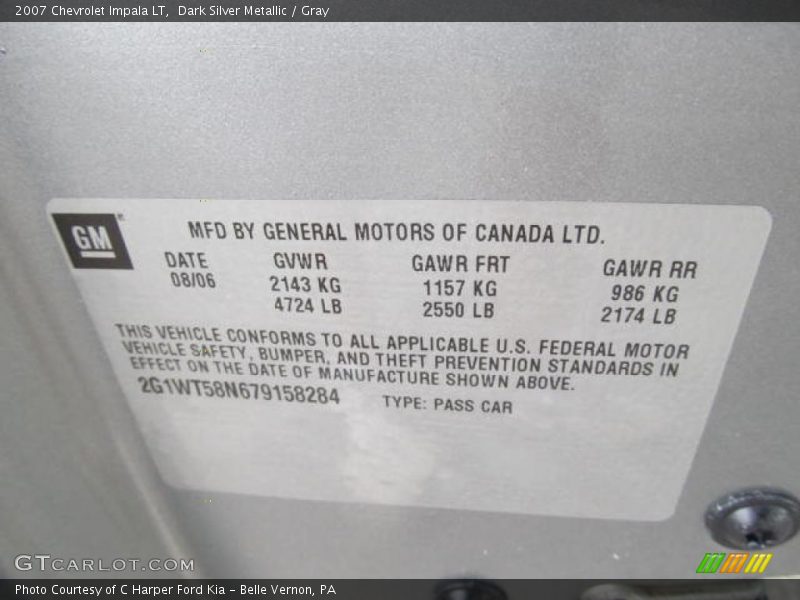 2007 Chevrolet Impala LT,  Dark Silver Metallic / Gray
GM
MFD BY GENERAL MOTORS OF CANADA LTD.
DATE GVWR GAWR FRT GAWR RR
08/06 2143 KG 1157 KG 986 KG
4724 LB 2550 LB 2174 LB
THIS VEHICLE CONFORMS TO ALL APPLICABLE U.S. FEDERAL MOTOR
VEHICLE SAFETY, BUMPER, AND THEFT PREVENTION STANDARDS IN
EFFECT ON THE DATE OF MANUFACTURE SHOWN ABOVE.
2G1WT58N679158284 TYPE: PASS CAR
GTCARLOT.COM
Photo Courtesy of C Harper Ford Kia - Belle Vernon, PA